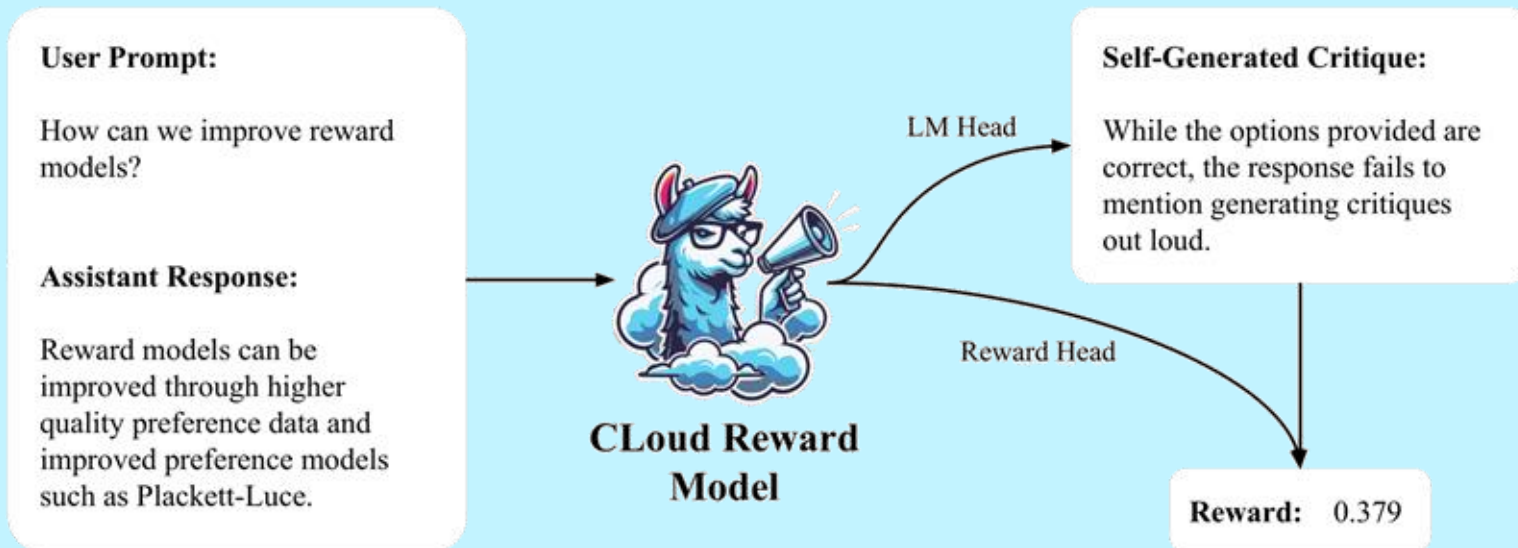 User Prompt:
How can we improve reward
models?
Assistant Response:
Reward models can be
improved through higher
quality preference data and
improved preference models
such as Plackett-Luce.
CLoud Reward
Model
LM Head
Reward Head
Self-Generated Critique:
While the options provided are
correct, the response fails to
mention generating critiques
out loud.
Reward: 0.379